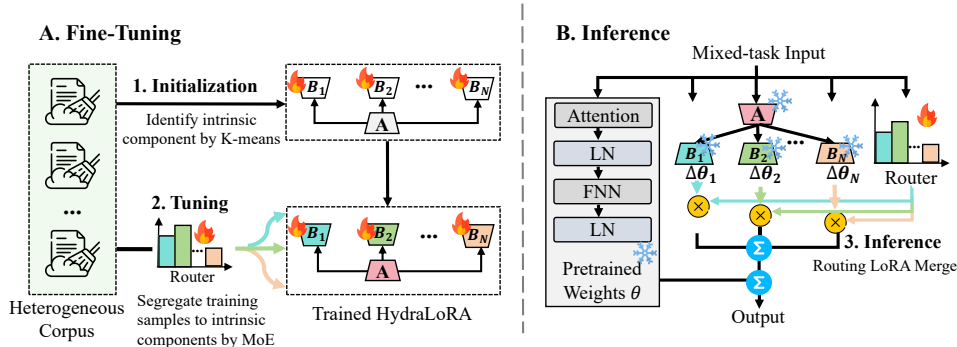 A. Fine-Tuning
1. Initialization
Identify intrinsic
component by K-means
B1
B2
...
BN
A
...
2. Tuning
...
Router
Segregate training
samples to intrinsic
components by MoE
Heterogeneous
Corpus
B1
B2
...
BN
A
Trained HydraLoRA
B. Inference
Mixed-task Input
Attention
LN
FNN
LN
Pretrained
Weights θ
A
B1
B2
...
BN
Δθ1
Δθ2
ΔθN
...
Router
×
×
×
Σ
3. Inference
Routing LoRA Merge
Σ
Output